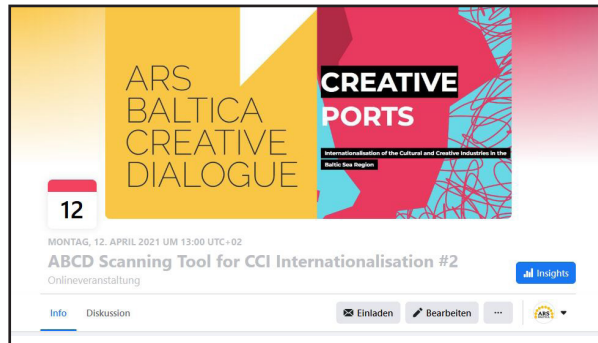 ARS
BALTICA
CREATIVE
DIALOGUE
CREATIVE
PORTS
Internationalisation of the Cultural and Creative Industries in the
Baltic Sea Region
12
MONTAG, 12. APRIL 2021 UM 13:00 UTC+02
ABCD Scanning Tool for CCI Internationalisation #2
Onlineveranstaltung
Insights
Info Diskussion Einladen Bearbeiten ... ARS